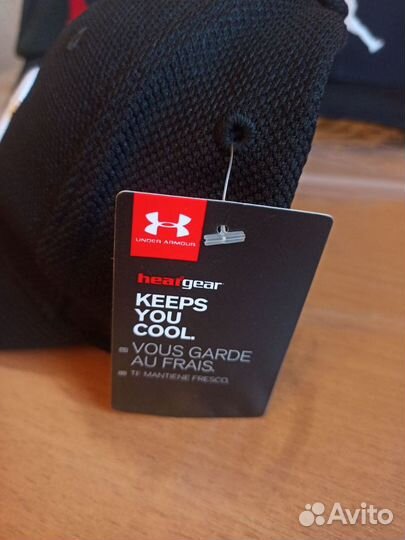 UNDER ARMOUR
heatgear
KEEPS
YOU
COOL.
VOUS GARDE
AU FRAIS.
TE MANTIENE FRESCO.
Avito